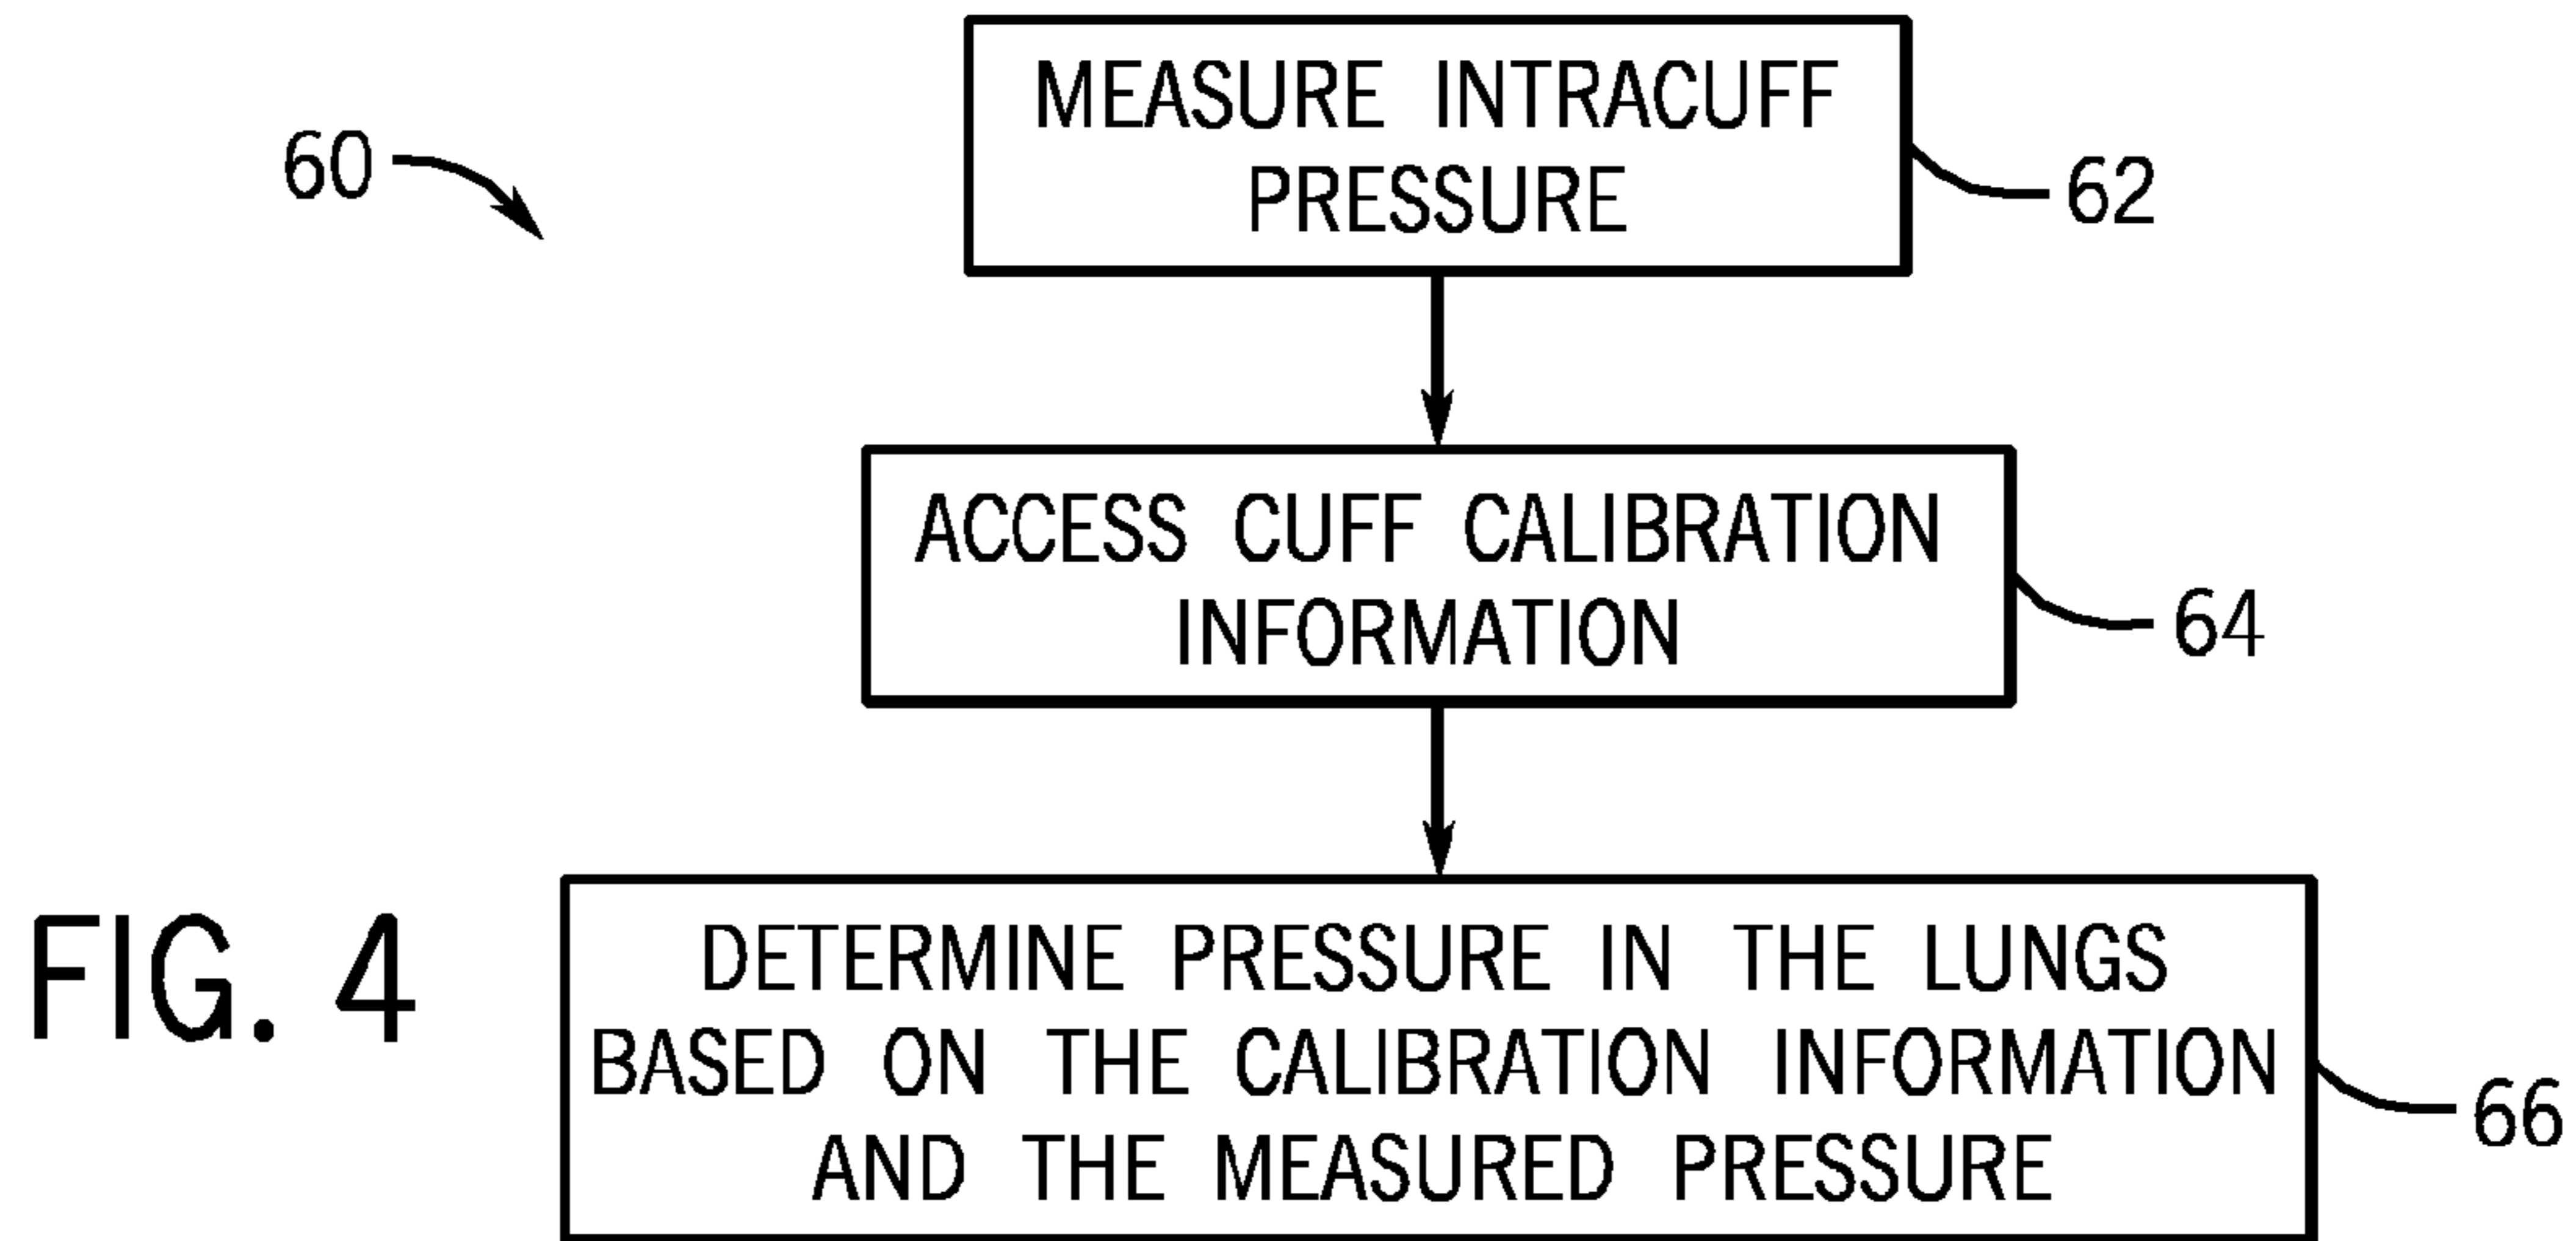 MEASURE INTRACUFF
PRESSURE
60
62
ACCESS CUFF CALIBRATION
INFORMATION
64
DETERMINE PRESSURE IN THE LUNGS
BASED ON THE CALIBRATION INFORMATION
AND THE MEASURED PRESSURE
66
FIG. 4